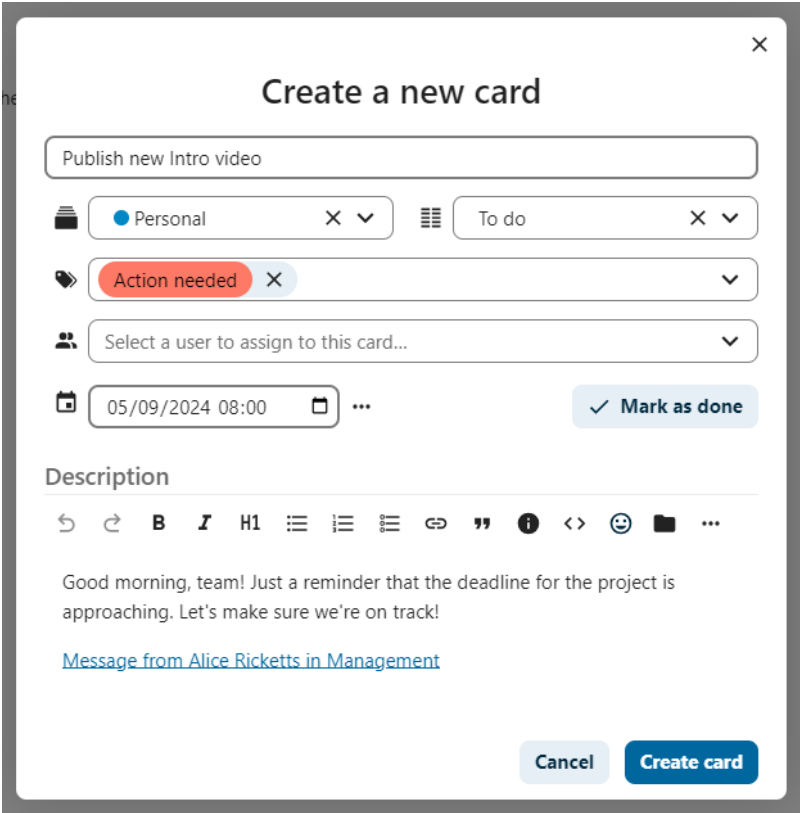 he
Create a new card
Publish new Intro video
Personal
To do
Action needed
Select a user to assign to this card...
05/09/2024 08:00
Mark as done
Description
B I H1
Good morning, team! Just a reminder that the deadline for the project is
approaching. Let's make sure we're on track!
Message from Alice Ricketts in Management
Cancel
Create card